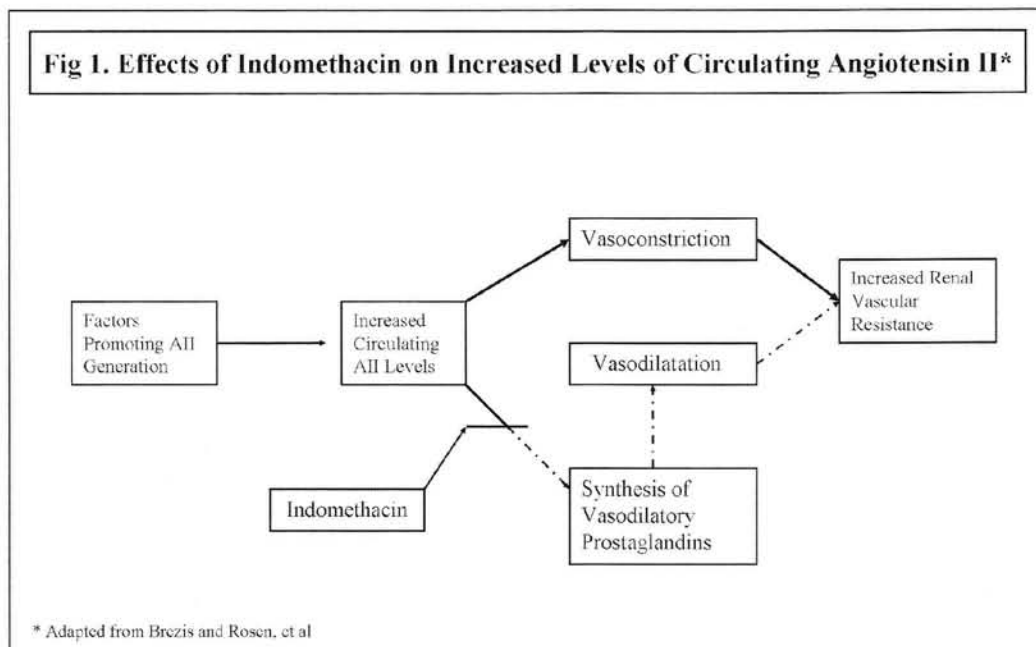 Fig 1. Effects of Indomethacin on Increased Levels of Circulating Angiotensin II*
Vasoconstriction
Increased Renal
Vascular
Resistance
Factors
Promoting AII
Generation
Increased
Circulating
AII Levels
Vasodilatation
Indomethacin
Synthesis of
Vasodilatory
Prostaglandins
* Adapted from Brezis and Rosen, et al